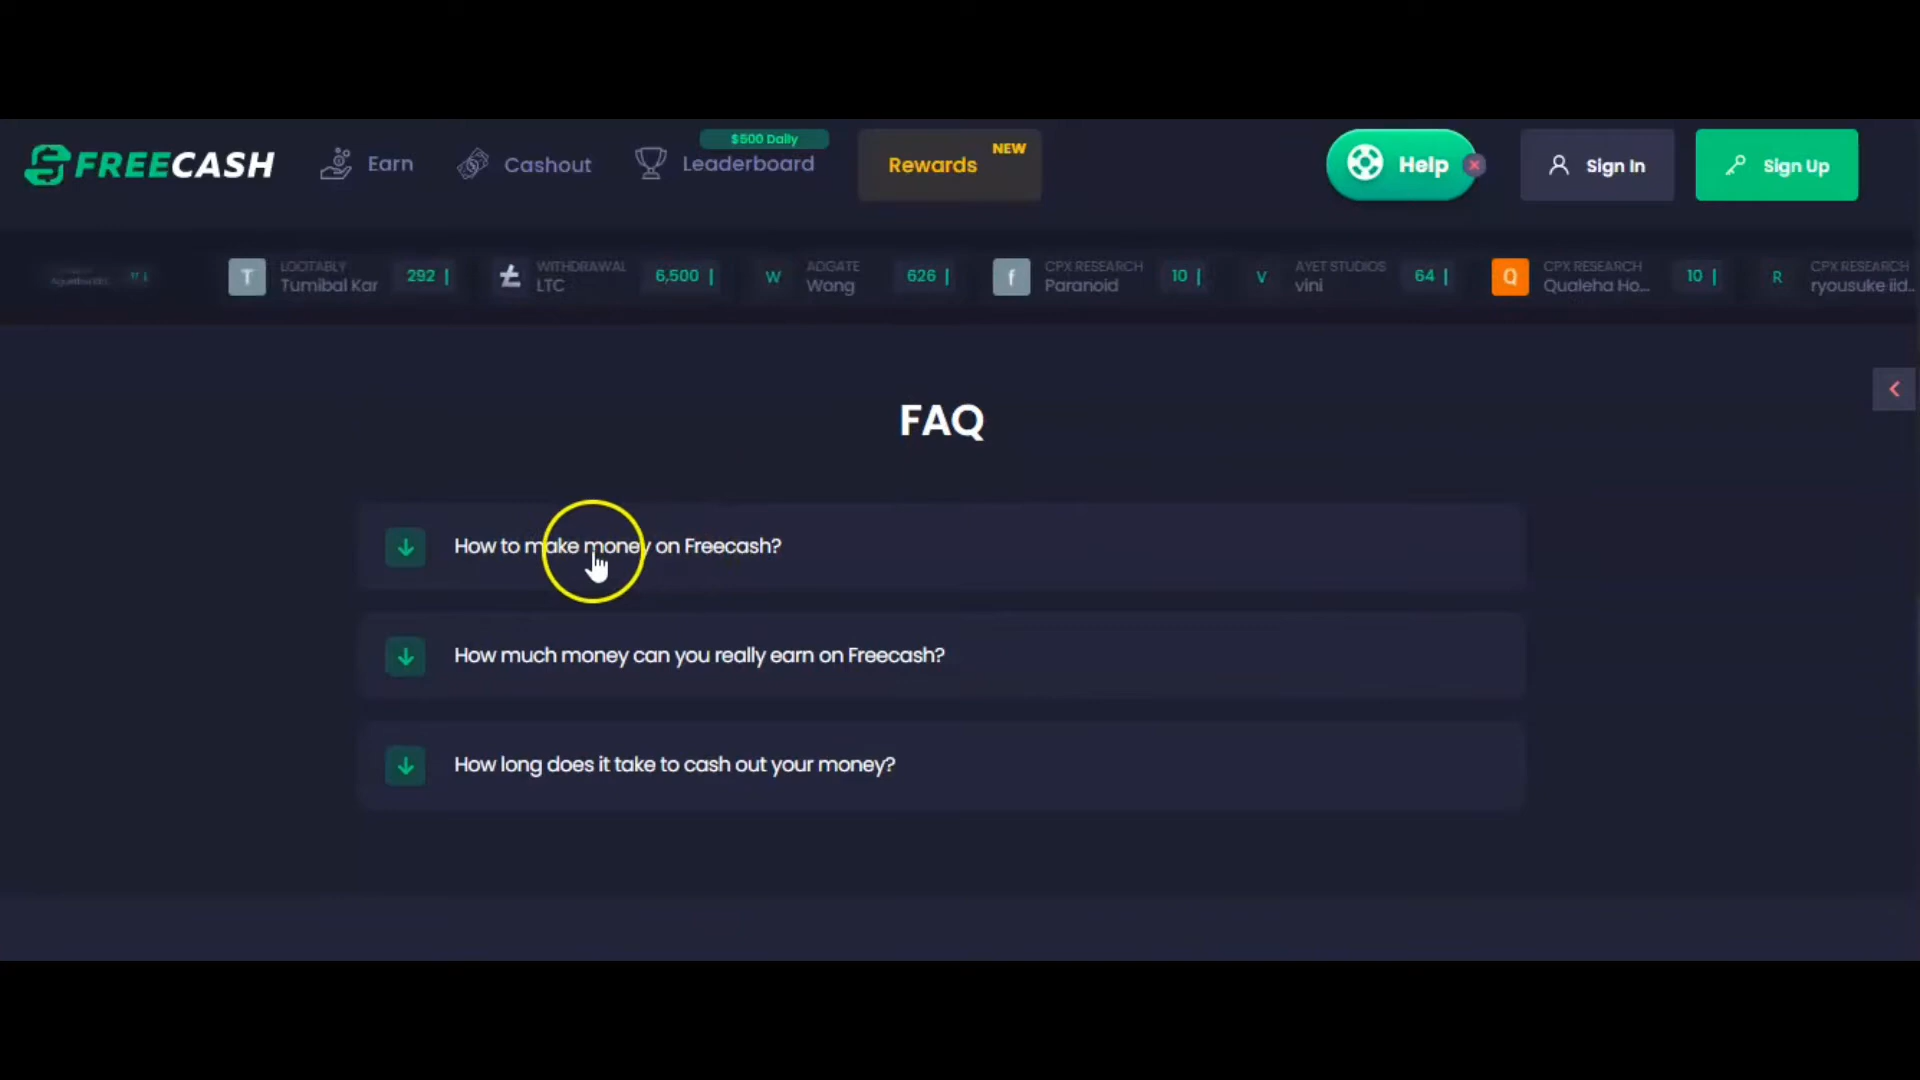 $500 Daily
FREECASH Earn Cashout Leaderboard Rewards NEW Help Sign In Sign Up
T LOOTABLY Tumibal Kar 292
WITHDRAWAL LTC 6,500
W ADGATE Wong 626
f CPX RESEARCH Paranoid 10
V AYET STUDIOS vini 64
Q CPX RESEARCH Qualeha Ho... 10
R CPX RESEARCH ryousuke iid..
FAQ
How to make money on Freecash?
How much money can you really earn on Freecash?
How long does it take to cash out your money?